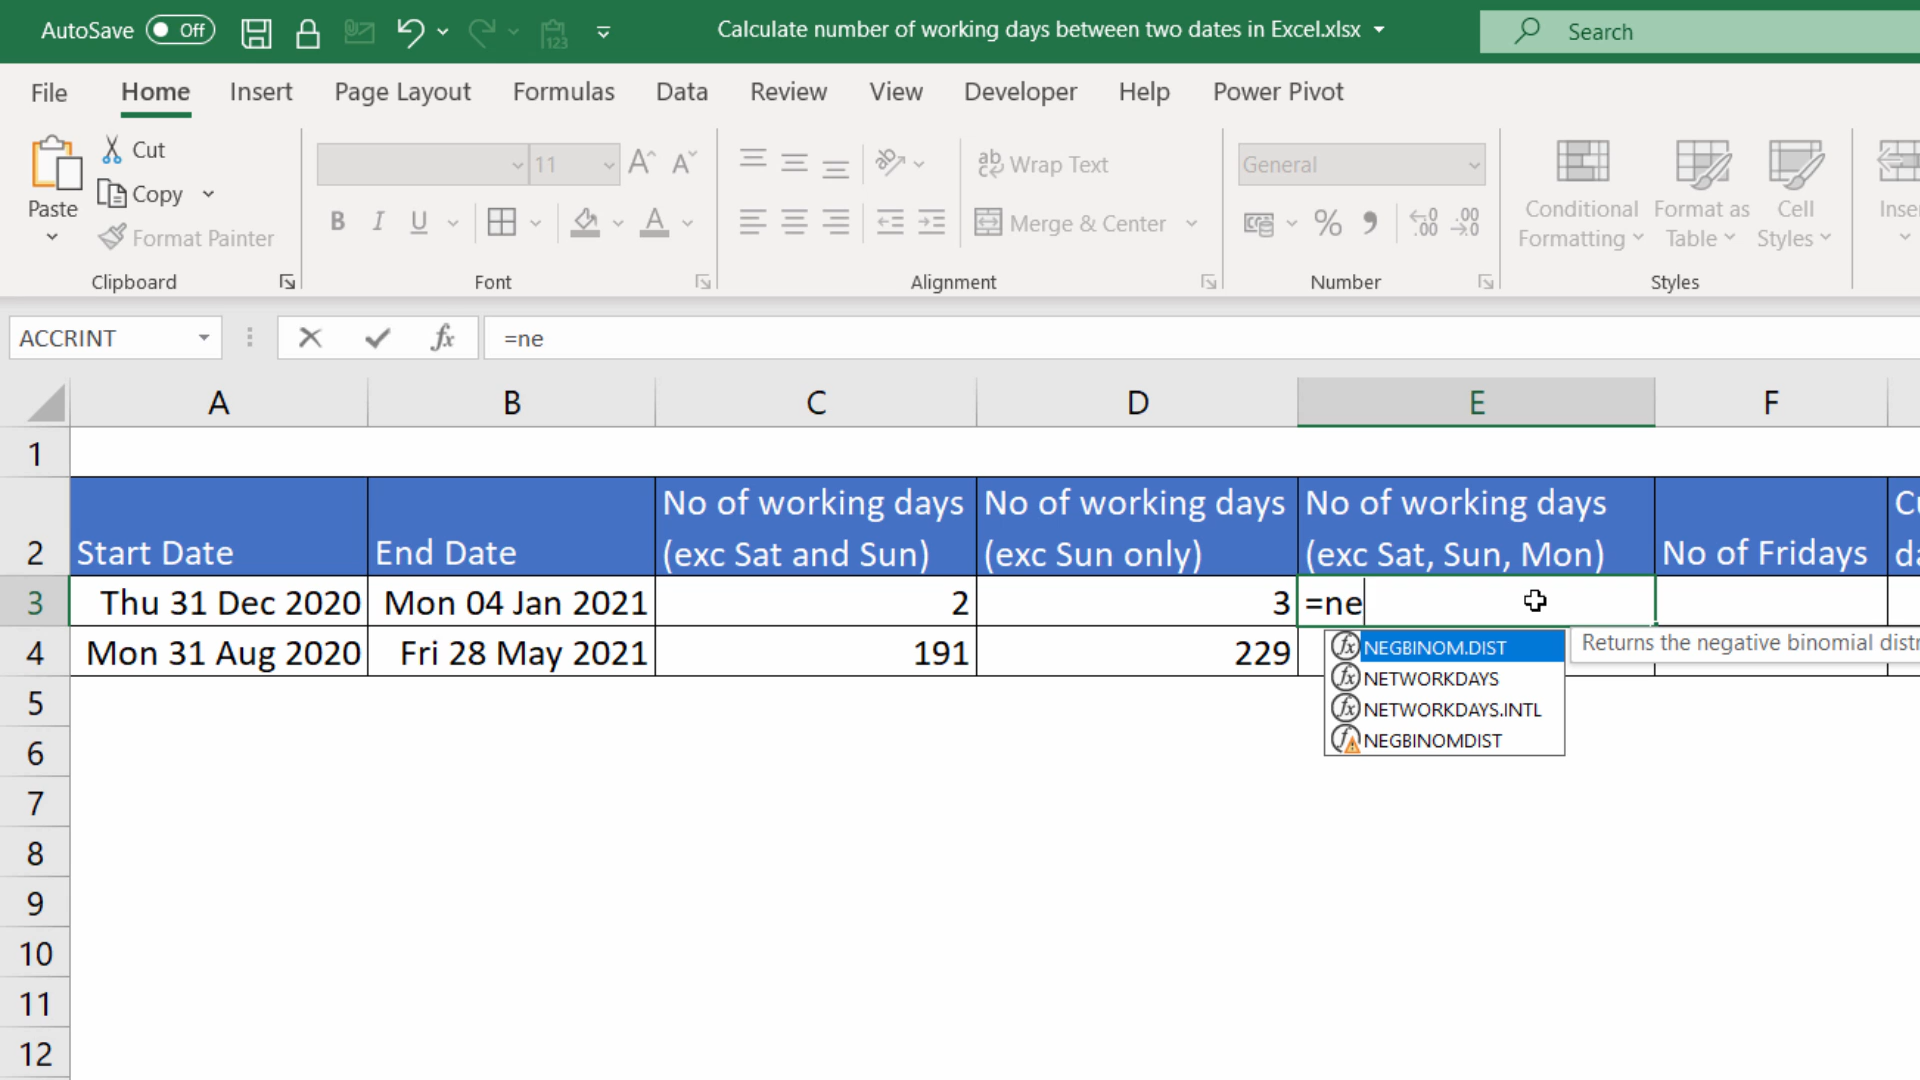 AutoSave Off
Calculate number of working days between two dates in Excel.xlsx
Search
File Home Insert Page Layout Formulas Data Review View Developer Help Power Pivot
Paste
Cut
Copy
Format Painter
Clipboard
11
Font
Wrap Text
Merge & Center
Alignment
General
Number
Conditional Formatting
Format as Table
Cell Styles
Styles
ACCRINT
=ne
A B C D E F
1
2 Start Date End Date No of working days (exc Sat and Sun) No of working days (exc Sun only) No of working days (exc Sat, Sun, Mon) No of Fridays
3 Thu 31 Dec 2020 Mon 04 Jan 2021 2 3 =ne
4 Mon 31 Aug 2020 Fri 28 May 2021 191 229
NEGBINOM.DIST
NETWORKDAYS
NETWORKDAYS.INTL
NEGBINOMDIST
Returns the negative binomial distr
5
6
7
8
9
10
11
12